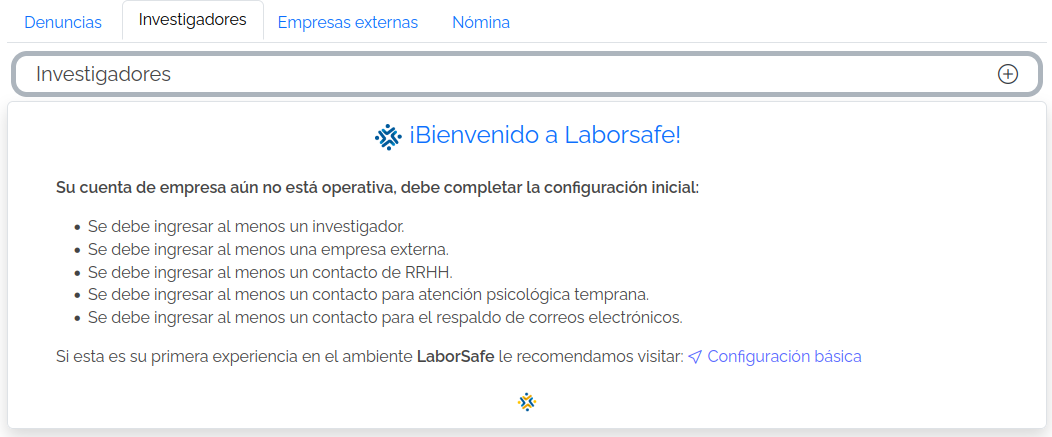 Denuncias Investigadores Empresas externas Nómina
Investigadores
¡Bienvenido a Laborsafe!
Su cuenta de empresa aún no está operativa, debe completar la configuración inicial:
• Se debe ingresar al menos un investigador.
• Se debe ingresar al menos una empresa externa.
• Se debe ingresar al menos un contacto de RRHH.
• Se debe ingresar al menos un contacto para atención psicológica temprana.
• Se debe ingresar al menos un contacto para el respaldo de correos electrónicos.
Si esta es su primera experiencia en el ambiente LaborSafe le recomendamos visitar: Configuración básica